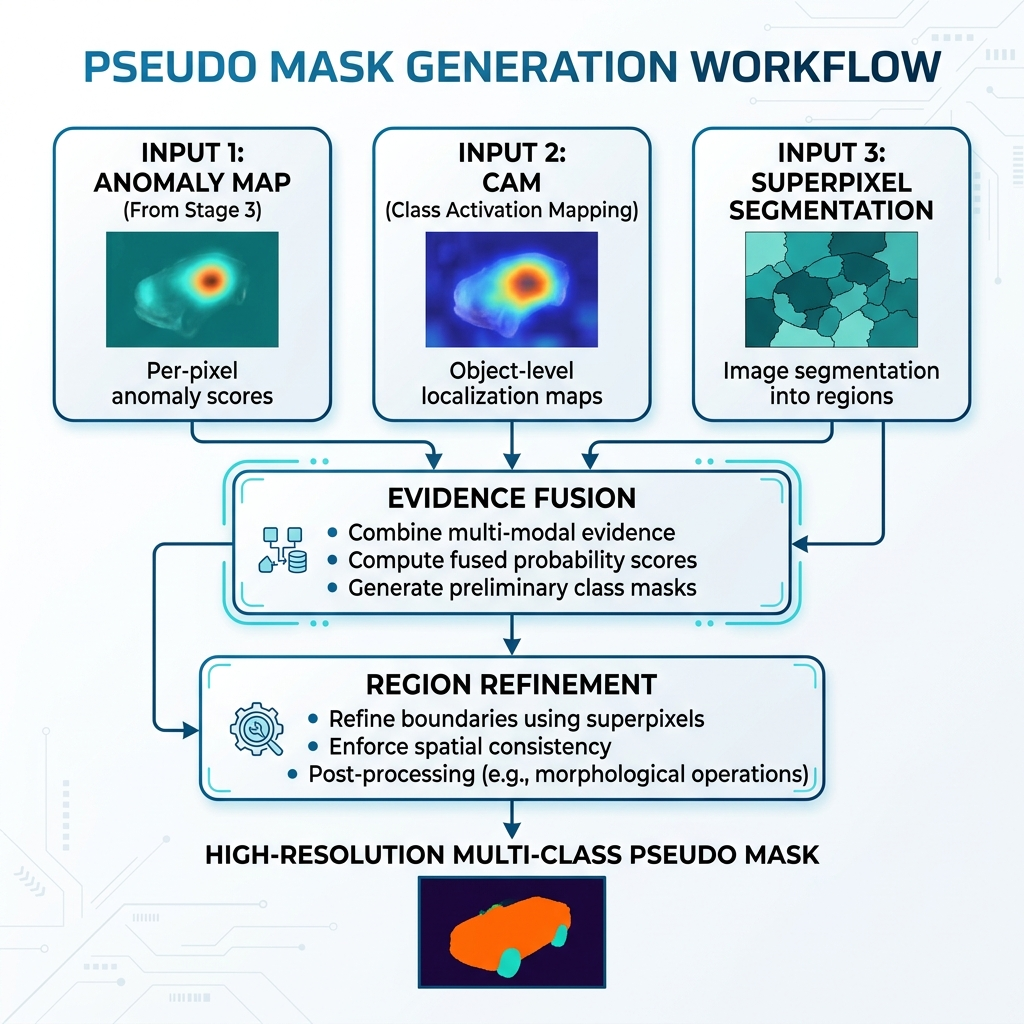 PSEUDO MASK GENERATION WORKFLOW
INPUT 1:
ANOMALY MAP
(From Stage 3)
Per-pixel
anomaly scores
INPUT 2:
CAM
(Class Activation Mapping)
Object-level
localization maps
INPUT 3:
SUPERPIXEL
SEGMENTATION
Image segmentation
into regions
EVIDENCE FUSION
• Combine multi-modal evidence
• Compute fused probability scores
• Generate preliminary class masks
REGION REFINEMENT
• Refine boundaries using superpixels
• Enforce spatial consistency
• Post-processing (e.g., morphological operations)
HIGH-RESOLUTION MULTI-CLASS PSEUDO MASK